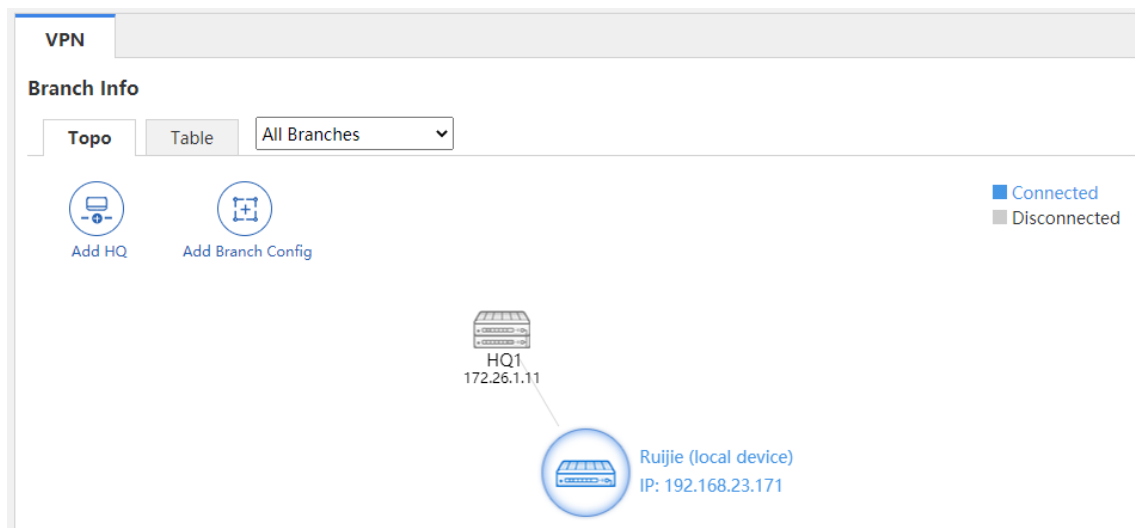 VPN
Branch Info
Topo
Table
All Branches
Connected
Disconnected
Add HQ
Add Branch Config
HQ1
172.26.1.11
Ruijie (local device)
IP: 192.168.23.171